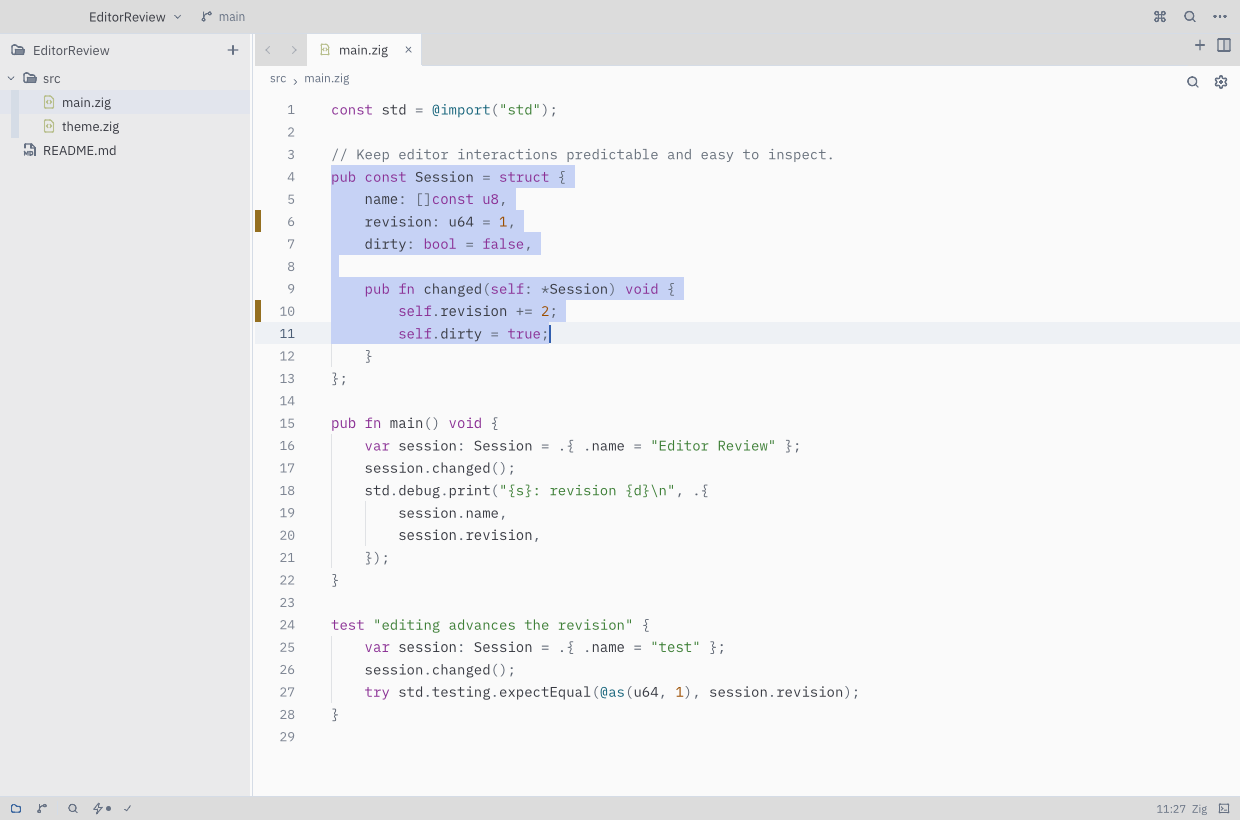 EditorReview main
EditorReview
src
main.zig
theme.zig
README.md
main.zig
src > main.zig
1 const std = @import("std");
2
3 // Keep editor interactions predictable and easy to inspect.
4 pub const Session = struct {
5     name: []const u8,
6     revision: u64 = 1,
7     dirty: bool = false,
8
9     pub fn changed(self: *Session) void {
10         self.revision += 2;
11         self.dirty = true;
12     }
13 };
14
15 pub fn main() void {
16     var session: Session = .{ .name = "Editor Review" };
17     session.changed();
18     std.debug.print("{s}: revision {d}\n", .{
19         session.name,
20         session.revision,
21     });
22 }
23
24 test "editing advances the revision" {
25     var session: Session = .{ .name = "test" };
26     session.changed();
27     try std.testing.expectEqual(@as(u64, 1), session.revision);
28 }
29
11:27 Zig